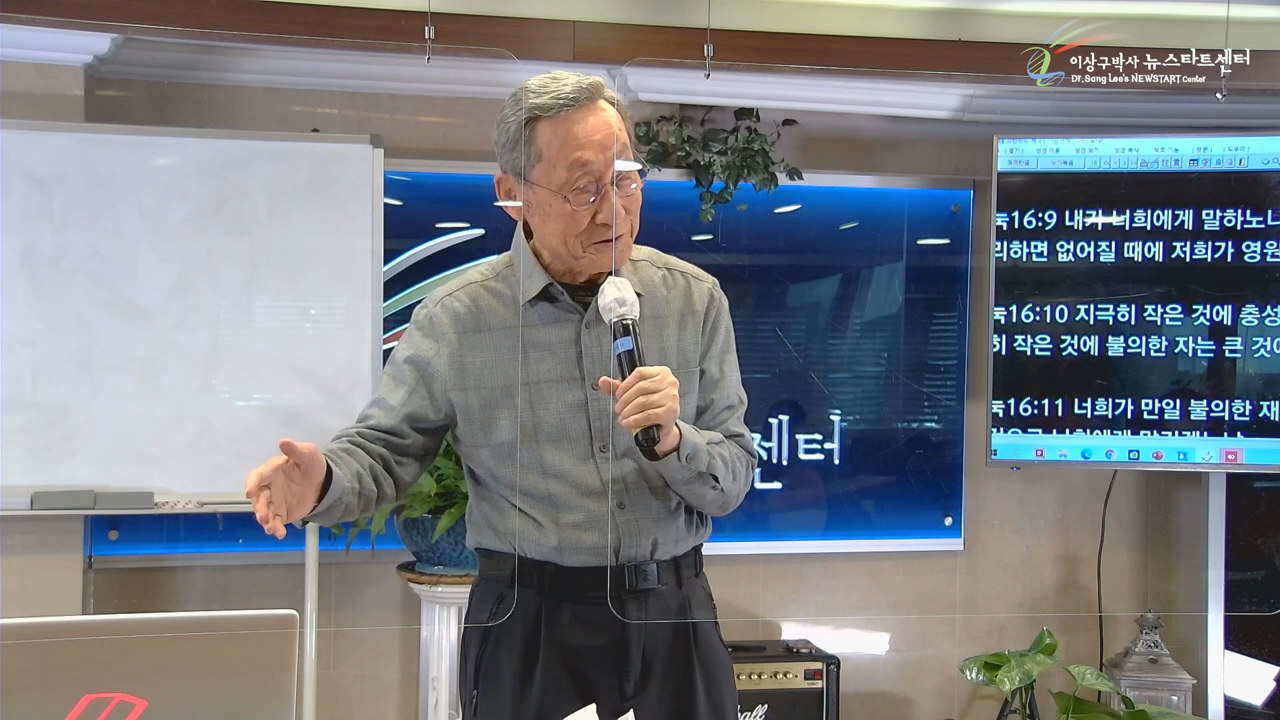 이상구박사 뉴스타트센터
Dr. Sang Lee's NEWSTART Center
눅16:9 내가 너희에게 말하노니
리하면 없어질 때에 저희가 영원
눅16:10 지극히 작은 것에 충성
히 작은 것에 불의한 자는 큰 것에
눅16:11 너희가 만일 불의한 재
센터